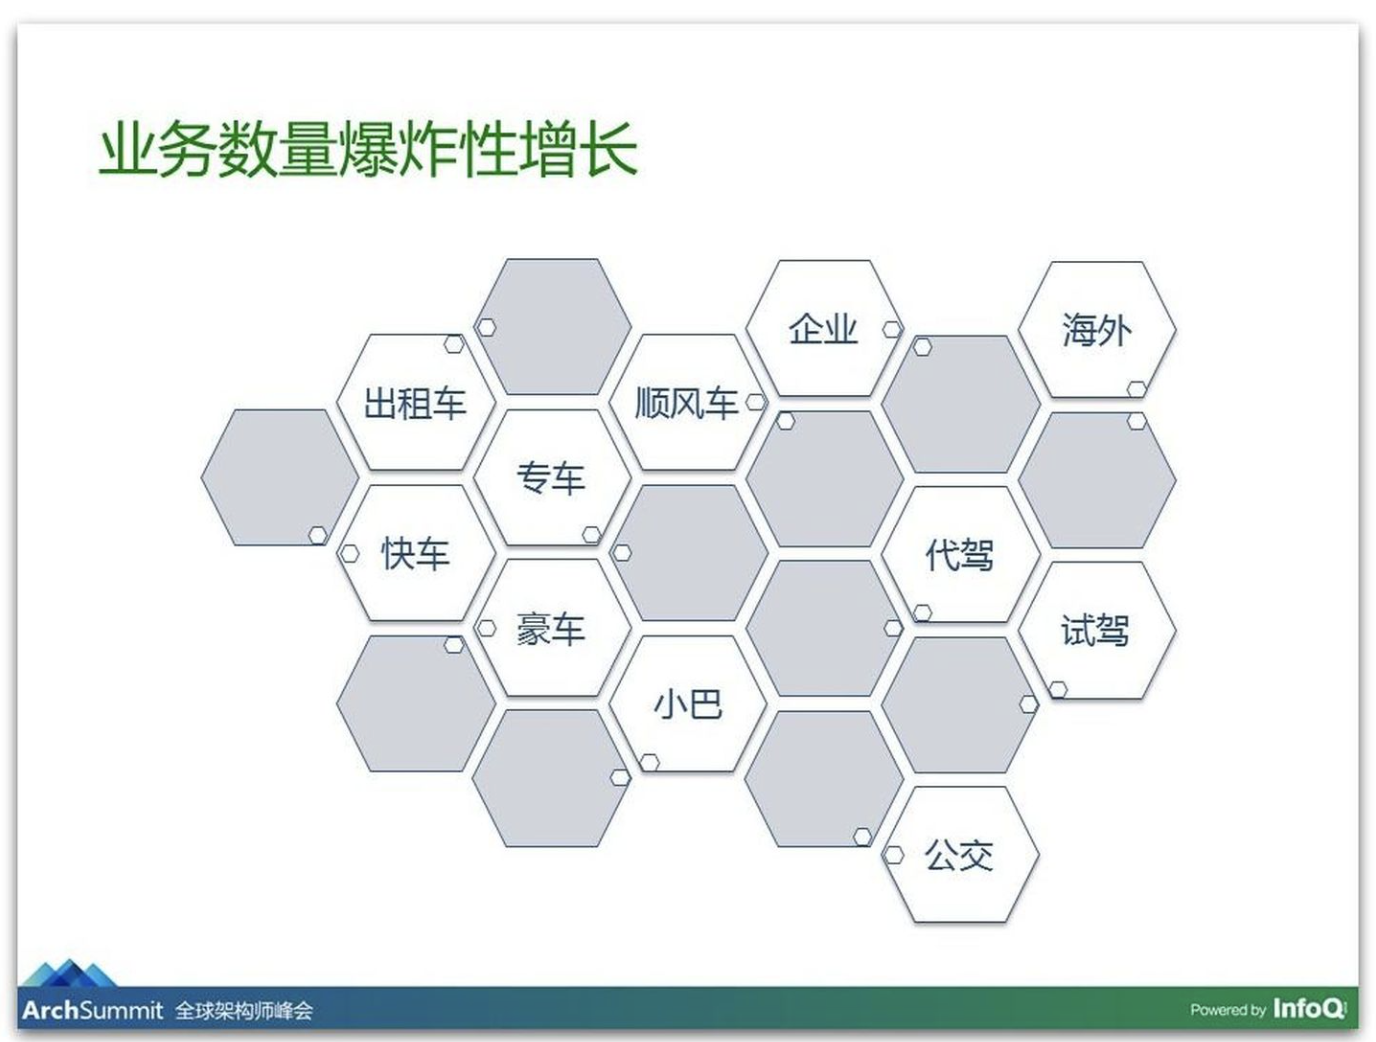 业务数量爆炸性增长
企业
海外
出租车
顺风车
专车
快车
代驾
豪车
试驾
小巴
公交
ArchSummit 全球架构师峰会
Powered by InfoQ